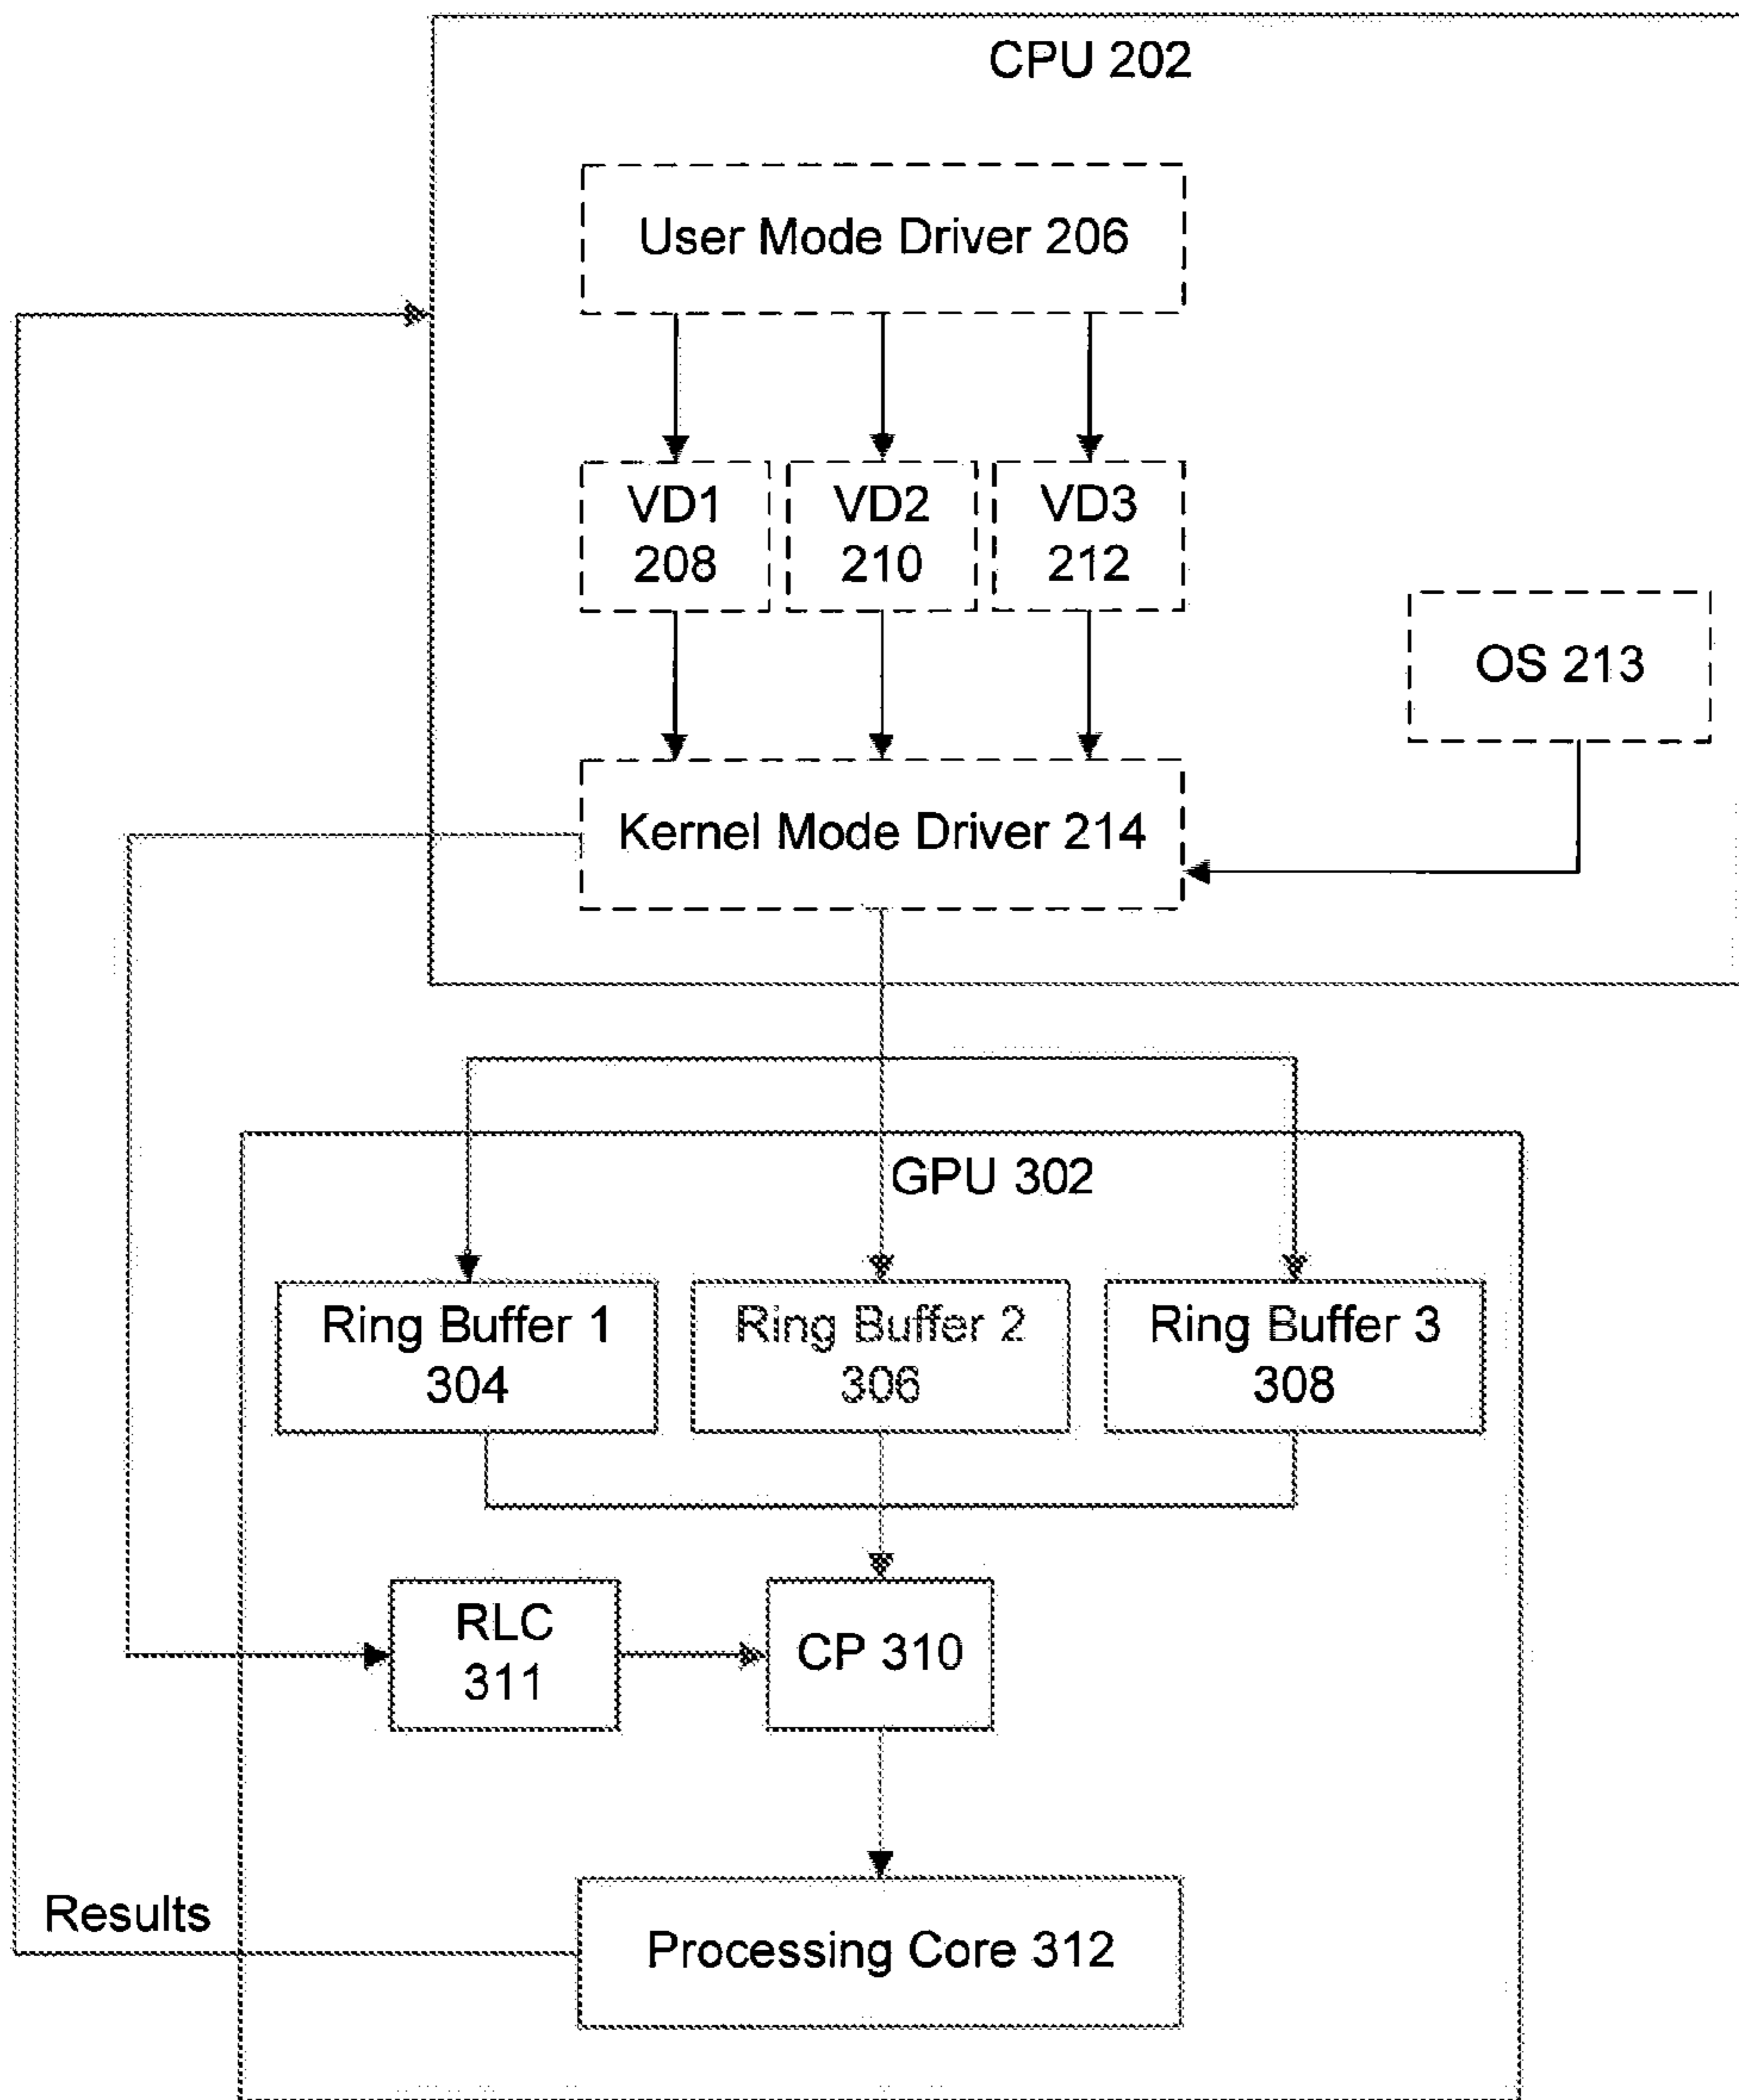 CPU 202
User Mode Driver 206
VD1
208
VD2
210
VD3
212
OS 213
Kernel Mode Driver 214
GPU 302
Ring Buffer 1
304
Ring Buffer 2
306
Ring Buffer 3
308
RLC
311
CP 310
Results
Processing Core 312